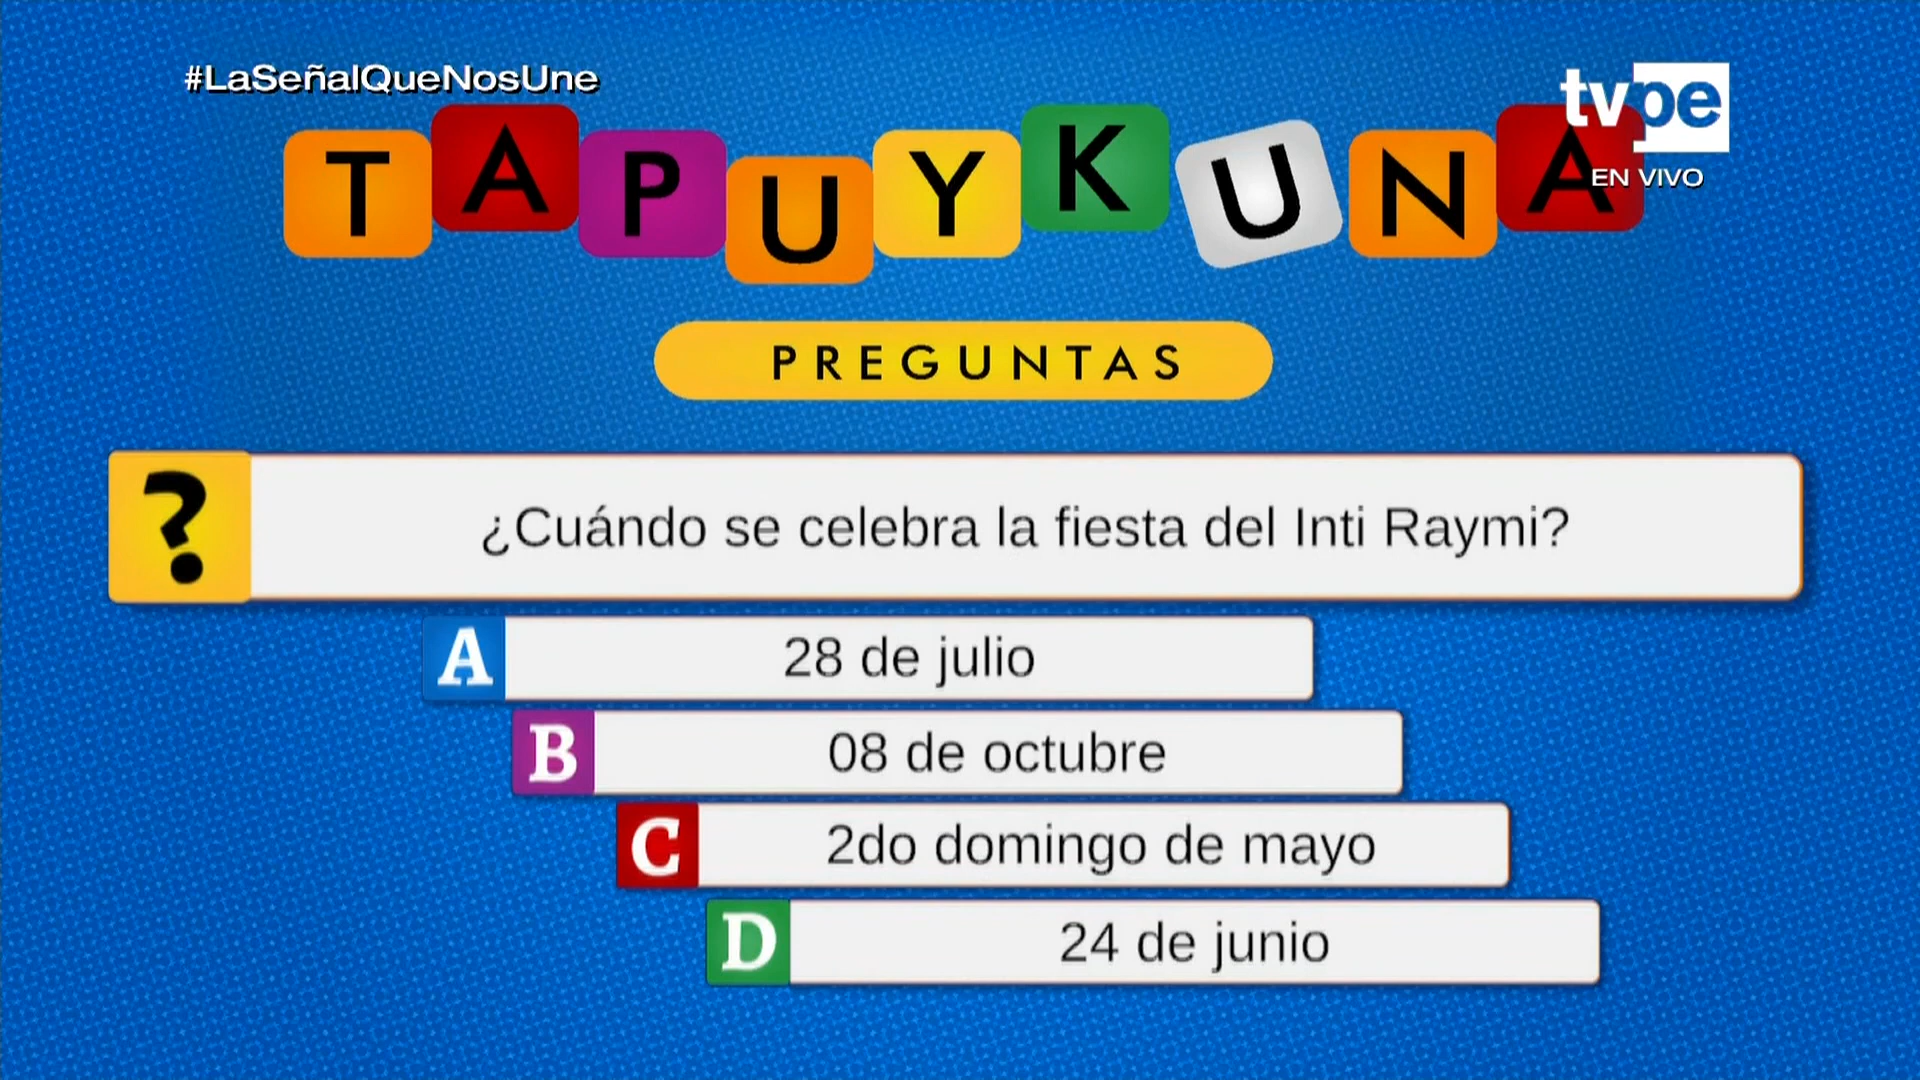 #LaSeñalQueNosUne
tvpe
EN VIVO
TAPUYKUNA
PREGUNTAS
? ¿Cuándo se celebra la fiesta del Inti Raymi?
A 28 de julio
B 08 de octubre
C 2do domingo de mayo
D 24 de junio